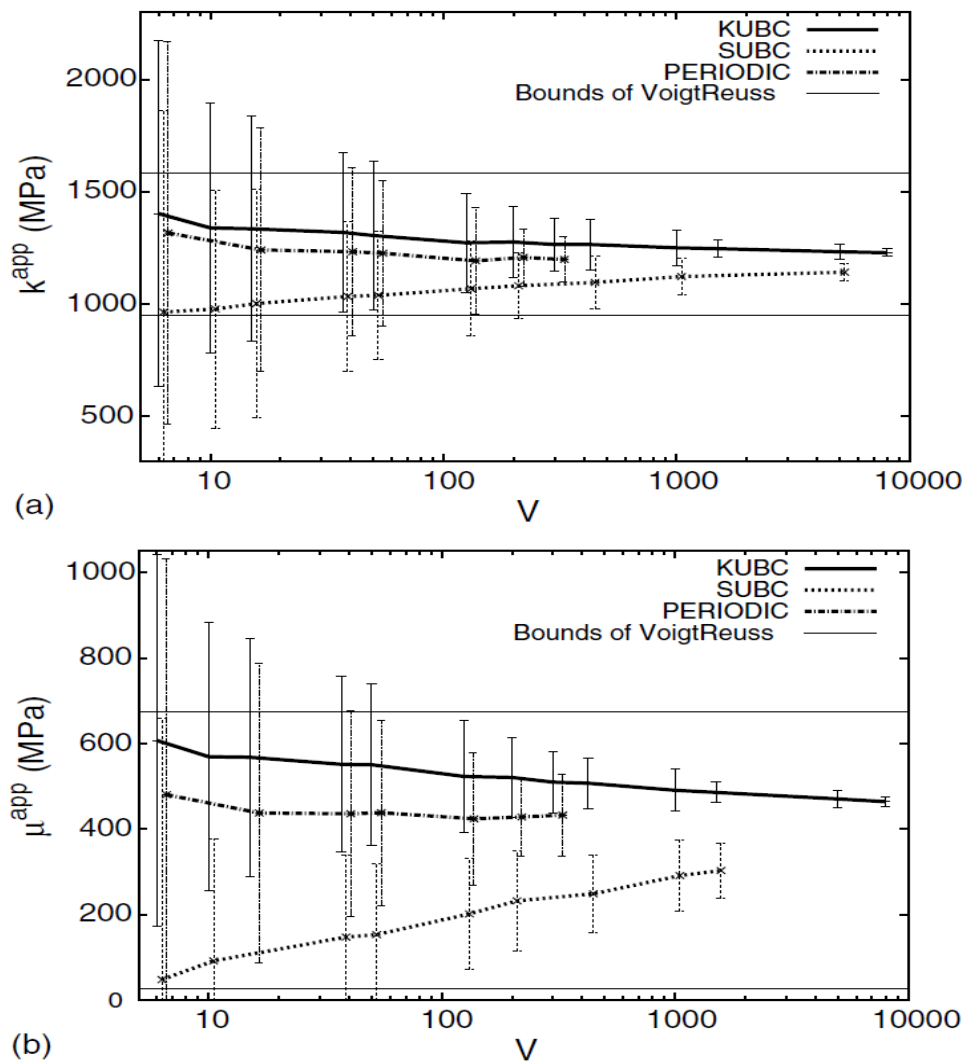 KUBC
SUBC
PERIODIC
Bounds of VoigtReuss
2000
1500
1000
500
k^app (MPa)
10
100
1000
10000
V
(a)
KUBC
SUBC
PERIODIC
Bounds of VoigtReuss
1000
800
600
400
200
0
μ^app (MPa)
10
100
1000
10000
V
(b)